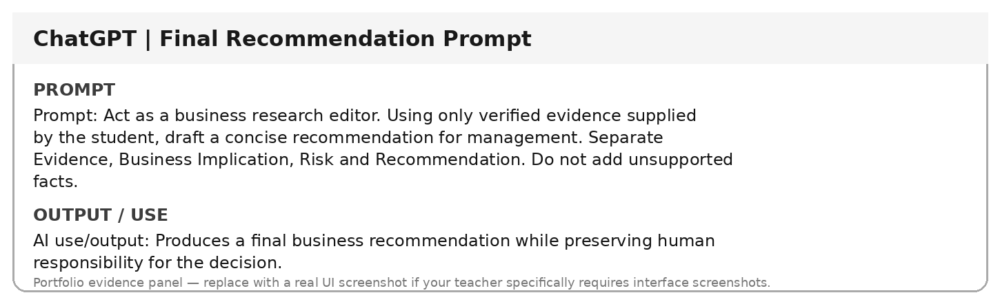 ChatGPT | Final Recommendation Prompt
PROMPT
Prompt: Act as a business research editor. Using only verified evidence supplied
by the student, draft a concise recommendation for management. Separate
Evidence, Business Implication, Risk and Recommendation. Do not add unsupported
facts.
OUTPUT / USE
AI use/output: Produces a final business recommendation while preserving human
responsibility for the decision.
Portfolio evidence panel — replace with a real UI screenshot if your teacher specifically requires interface screenshots.